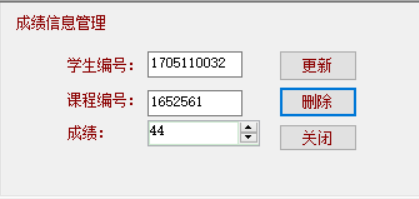 成绩信息管理
学生编号： 1705110032 更新
课程编号： 1652561 删除
成绩： 44 关闭